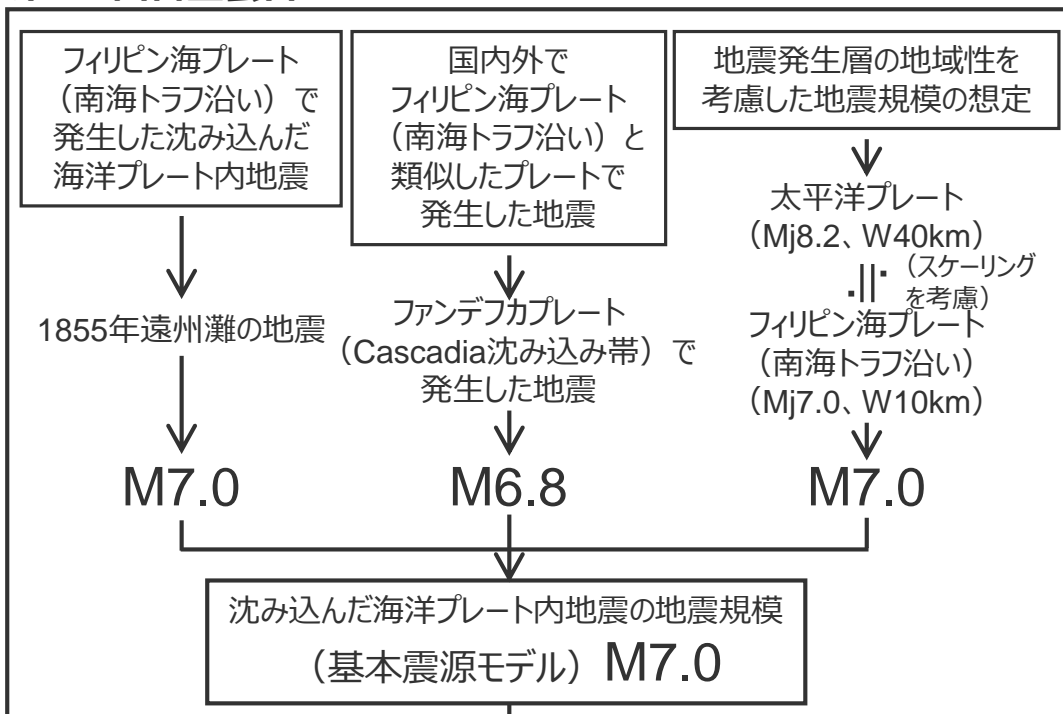 フィリピン海プレート
（南海トラフ沿い）で
発生した沈み込んだ
海洋プレート内地震
1855年遠州灘の地震
M7.0
国内外で
フィリピン海プレート
（南海トラフ沿い）と
類似したプレートで
発生した地震
ファンデフカプレート
（Cascadia沈み込み帯）で
発生した地震
M6.8
地震発生層の地域性を
考慮した地震規模の想定
太平洋プレート
（Mj8.2、W40km）
（スケーリング
を考慮）
フィリピン海プレート
（南海トラフ沿い）
（Mj7.0、W10km）
M7.0
沈み込んだ海洋プレート内地震の地震規模
（基本震源モデル）M7.0